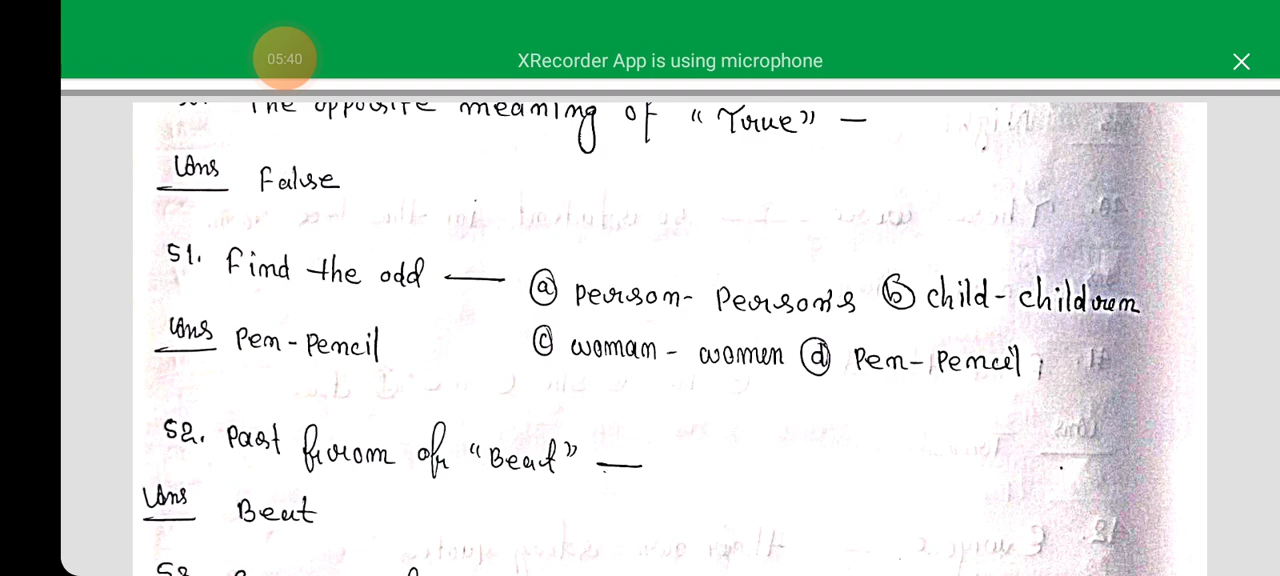 05:40
XRecorder App is using microphone
The opposite meaning of "True" —
Ans False
51. Find the odd — (a) person - persons (b) child - children
Ans Pen - Pencil (c) woman - women (d) Pen - Pencil
52. Past from of "Beat" —
Ans Beat